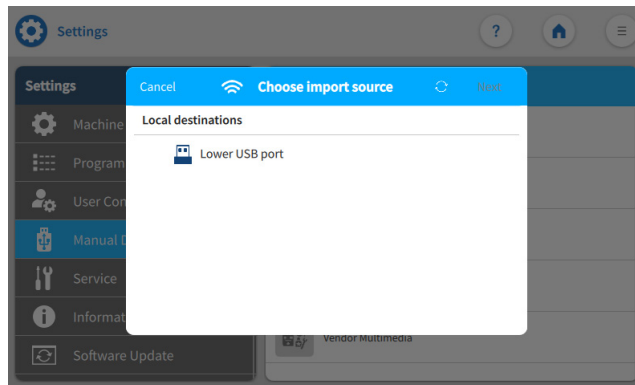 Settings
?
Settings
Cancel Choose import source Next
Local destinations
Lower USB port
Machine
Program
User Con
Manual D
Service
Informat
Software Update
Vendor Multimedia